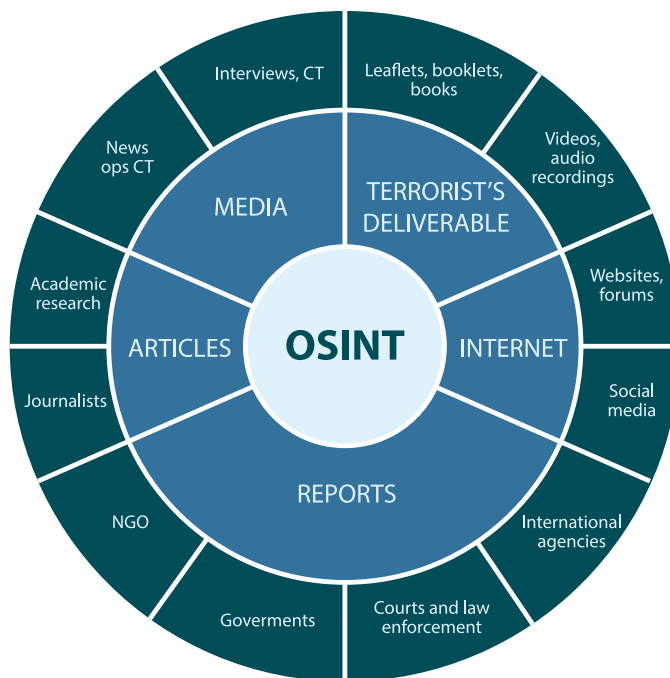 Interviews, CT
Leaflets, booklets,
books
News
ops CT
Videos,
audio
recordings
MEDIA
TERRORIST'S
DELIVERABLE
Academic
research
Websites,
forums
ARTICLES
OSINT
INTERNET
Journalists
Social
media
REPORTS
NGO
International
agencies
Goverments
Courts and law
enforcement